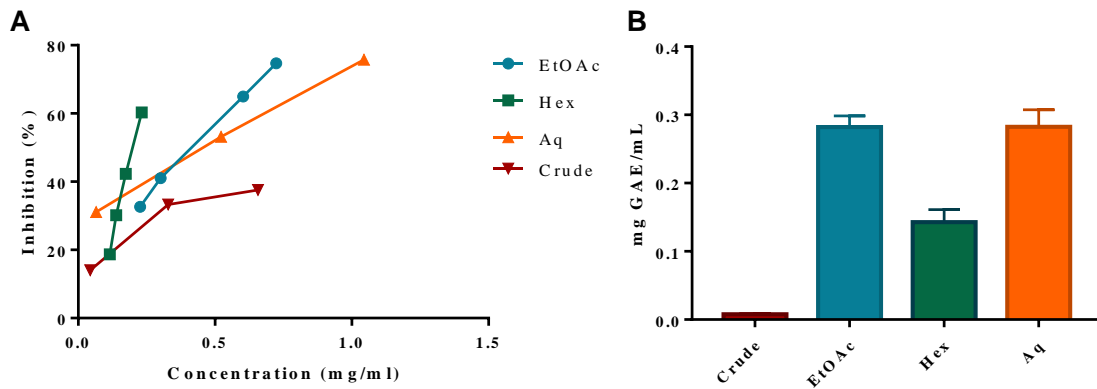 A
Inhibition (%)
80
60
40
20
0
0.0
0.5
1.0
1.5
Concentration (mg/ml)
EtOAc
Hex
Aq
Crude
B
mg GAE/mL
0.4
0.3
0.2
0.1
0.0
Crude
EtOAc
Hex
Aq